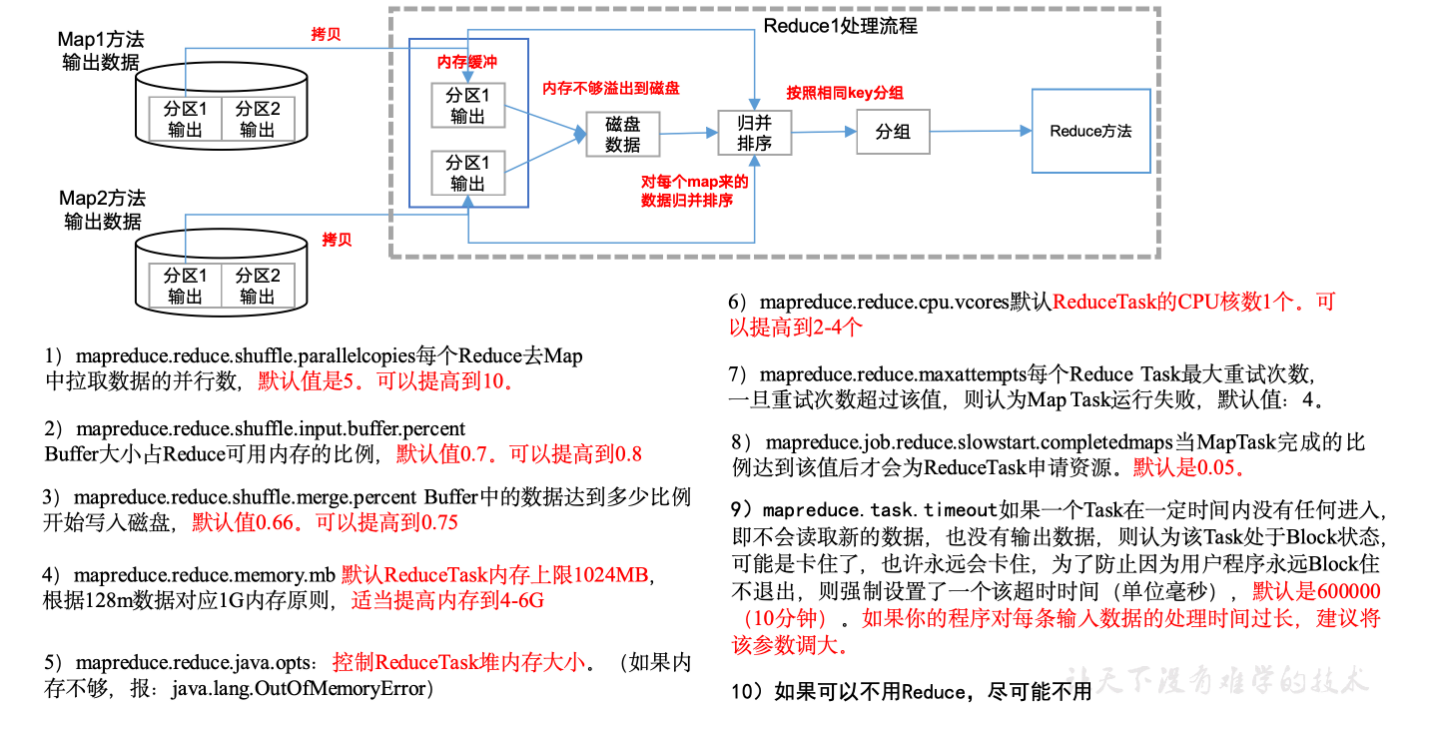 Map1方法
输出数据
分区1
输出
分区2
输出
拷贝
Map2方法
输出数据
分区1
输出
分区2
输出
拷贝
Reduce1处理流程
内存缓冲
分区1
输出
分区1
输出
内存不够溢出到磁盘
磁盘
数据
归并
排序
对每个map来的
数据归并排序
按照相同key分组
分组
Reduce方法
1）mapreduce.reduce.shuffle.parallelcopies每个Reduce去Map
中拉取数据的并行数，默认值是5。可以提高到10。
2）mapreduce.reduce.shuffle.input.buffer.percent
Buffer大小占Reduce可用内存的比例，默认值0.7。可以提高到0.8
3）mapreduce.reduce.shuffle.merge.percent Buffer中的数据达到多少比例
开始写入磁盘，默认值0.66。可以提高到0.75
4）mapreduce.reduce.memory.mb 默认ReduceTask内存上限1024MB，
根据128m数据对应1G内存原则，适当提高内存到4-6G
5）mapreduce.reduce.java.opts：控制ReduceTask堆内存大小。（如果内
存不够，报：java.lang.OutOfMemoryError）
6）mapreduce.reduce.cpu.vcores默认ReduceTask的CPU核数1个。可
以提高到2-4个
7）mapreduce.reduce.maxattempts每个Reduce Task最大重试次数，
一旦重试次数超过该值，则认为Map Task运行失败，默认值：4。
8）mapreduce.job.reduce.slowstart.completedmaps当MapTask完成的比
例达到该值后才会为ReduceTask申请资源。默认是0.05。
9）mapreduce.task.timeout如果一个Task在一定时间内没有任何进入，
即不会读取新的数据，也没有输出数据，则认为该Task处于Block状态，
可能是卡住了，也许永远会卡住，为了防止因为用户程序永远Block住
不退出，则强制设置了一个该超时时间（单位毫秒），默认是600000
（10分钟）。如果你的程序对每条输入数据的处理时间过长，建议将
该参数调大。
10）如果可以不用Reduce，尽可能不用
让天下没有难学的技术